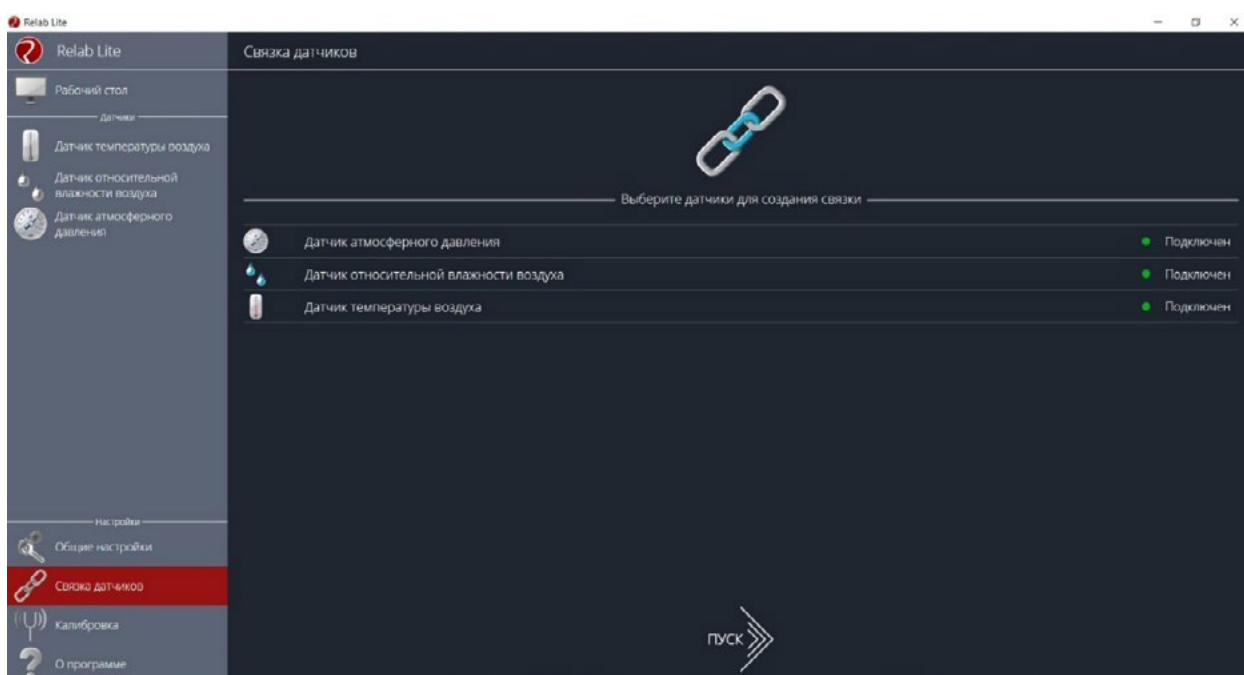 Relab Lite
Relab Lite
Связка датчиков
Рабочий стол
Датчики
Датчик температуры воздуха
Датчик относительной
влажности воздуха
Датчик атмосферного
давления
Выберите датчики для создания связки
Датчик атмосферного давления Подключен
Датчик относительной влажности воздуха Подключен
Датчик температуры воздуха Подключен
Настройки
Общие настройки
Связка датчиков
Калибровка
О программе
ПУСК